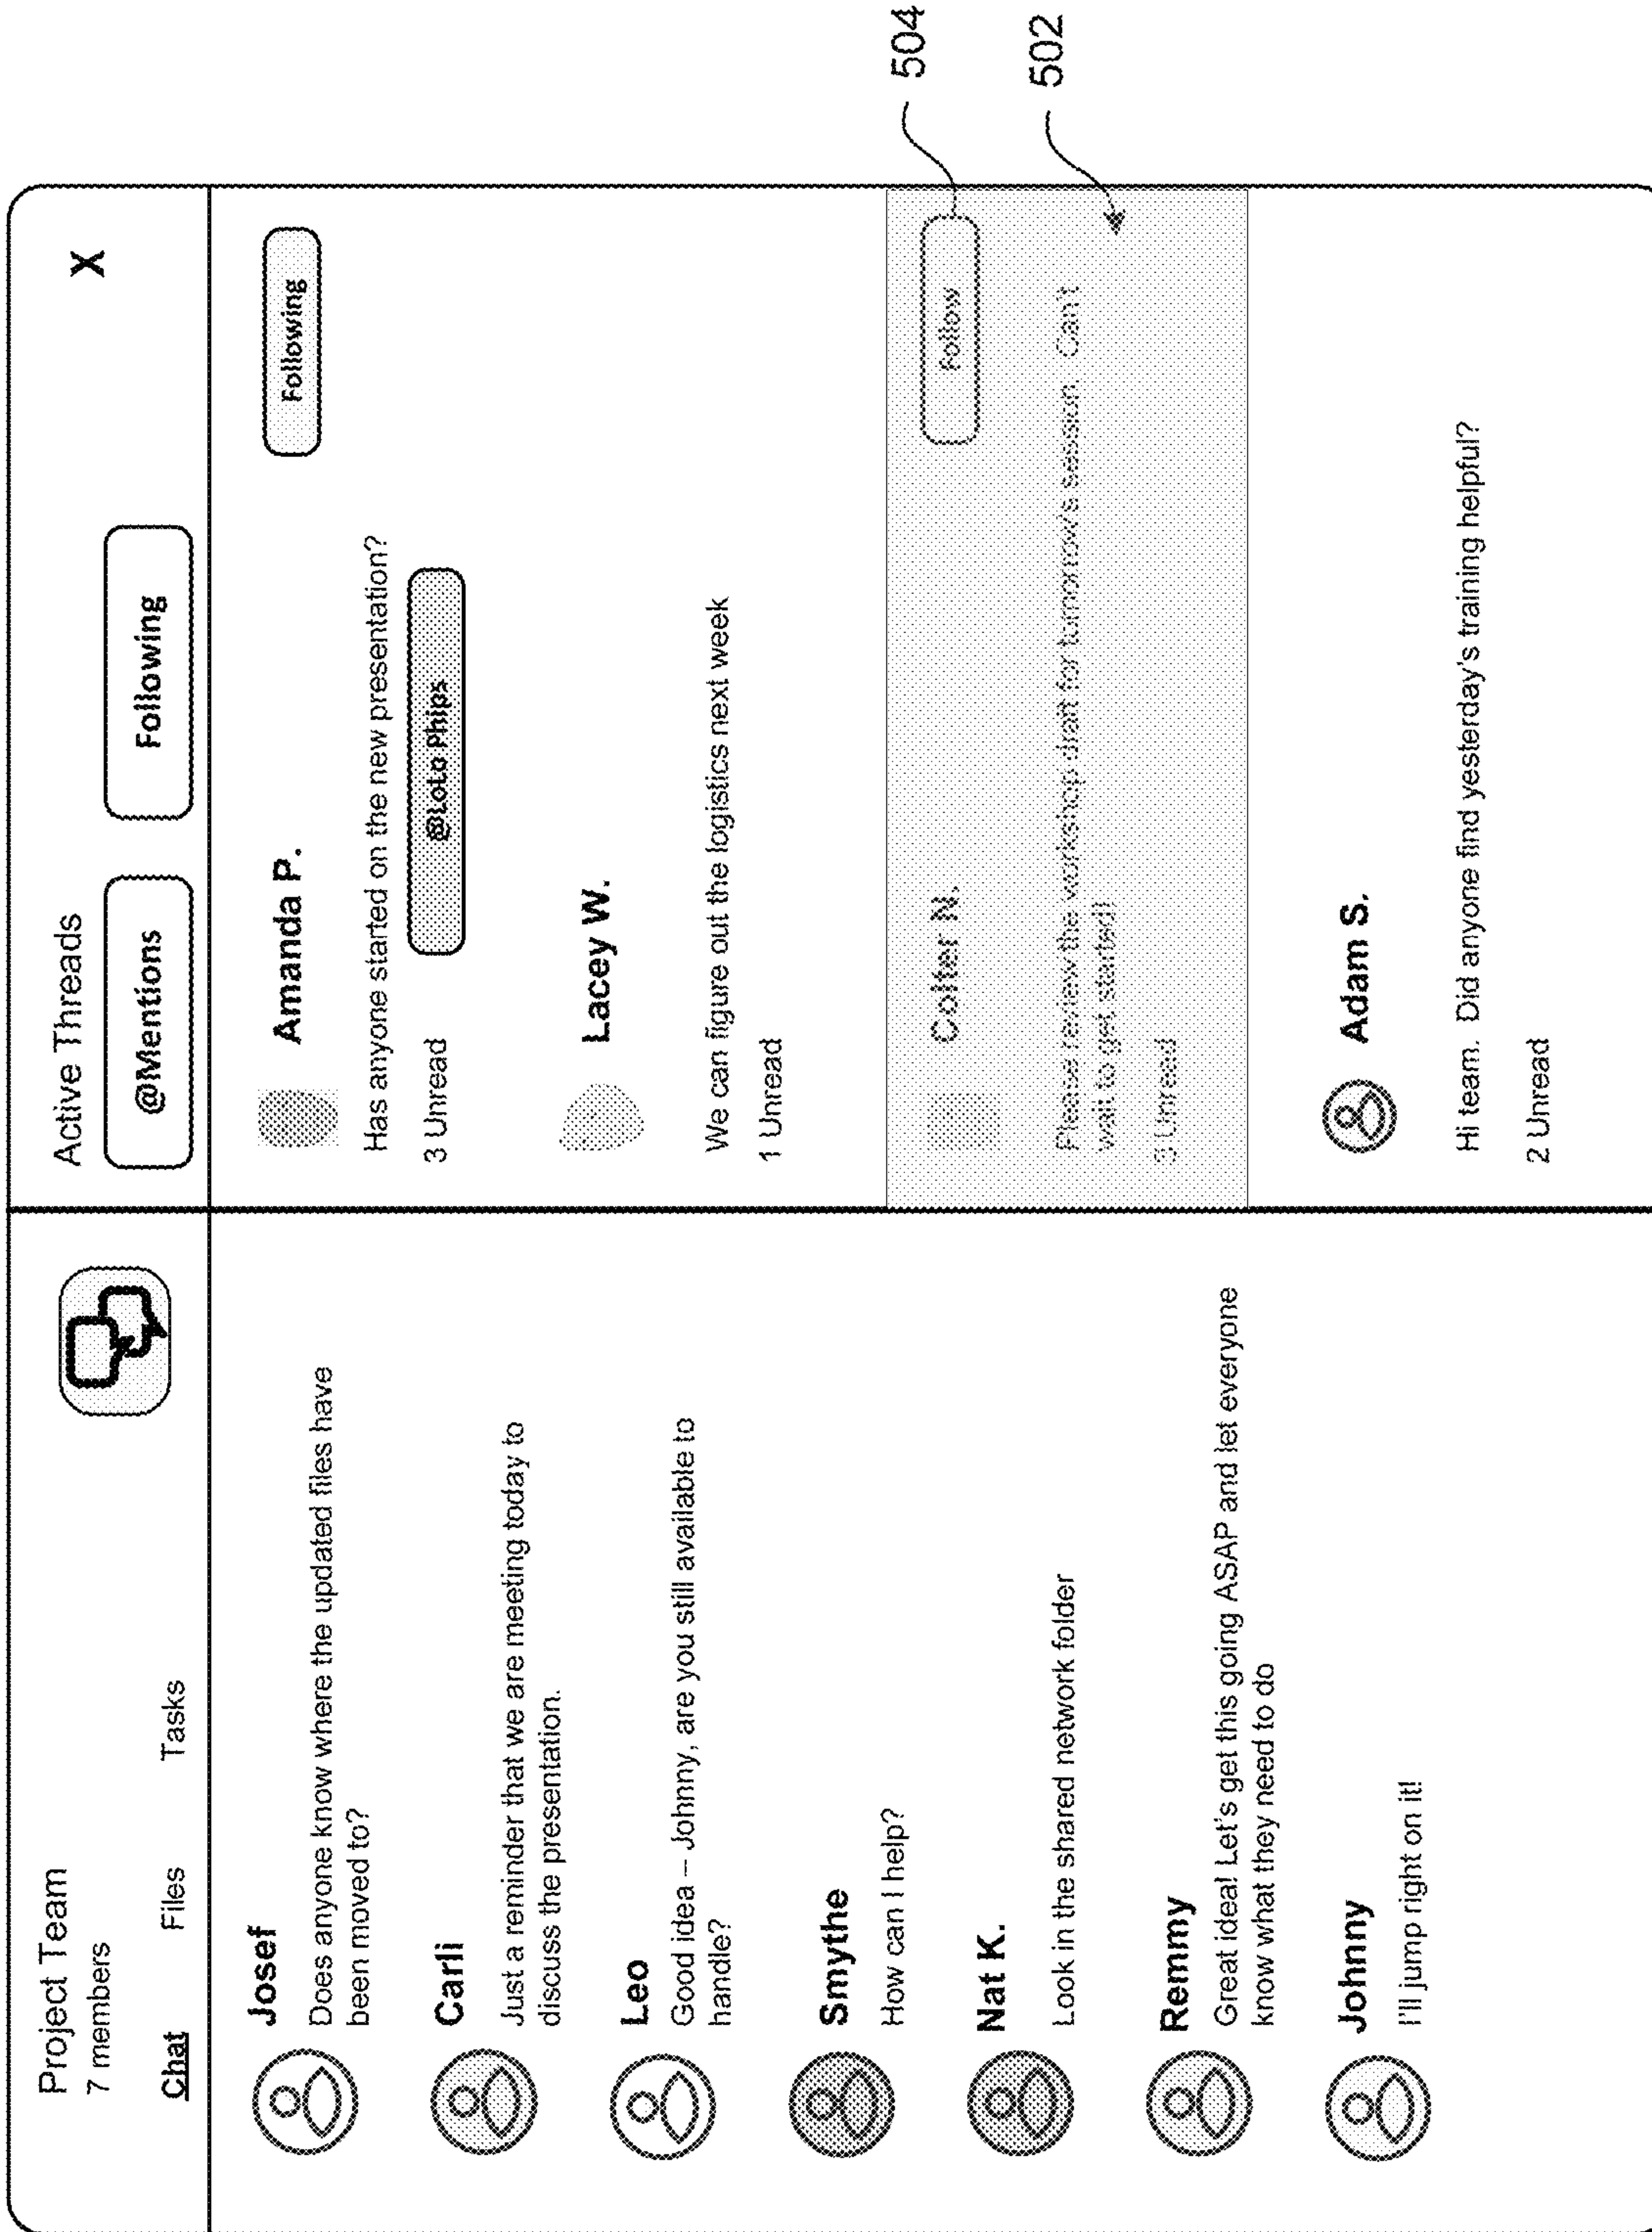 Project Team
7 members
Chat Files Tasks
Josef
Does anyone know where the updated files have
been moved to?
Carli
Just a reminder that we are meeting today to
discuss the presentation.
Leo
Good idea – Johnny, are you still available to
handle?
Smythe
How can I help?
Nat K.
Look in the shared network folder
Remmy
Great idea! Let's get this going ASAP and let everyone
know what they need to do
Johnny
I'll jump right on it!
Active Threads
X
@Mentions Following
Amanda P.
Following
Has anyone started on the new presentation?
3 Unread @LoLo Phips
Lacey W.
We can figure out the logistics next week
1 Unread
Colter N.
Follow
504
Please review the workshop draft for tomorrow's session. Can't
wait to get started!
502
Unread
Adam S.
Hi team. Did anyone find yesterday's training helpful?
2 Unread